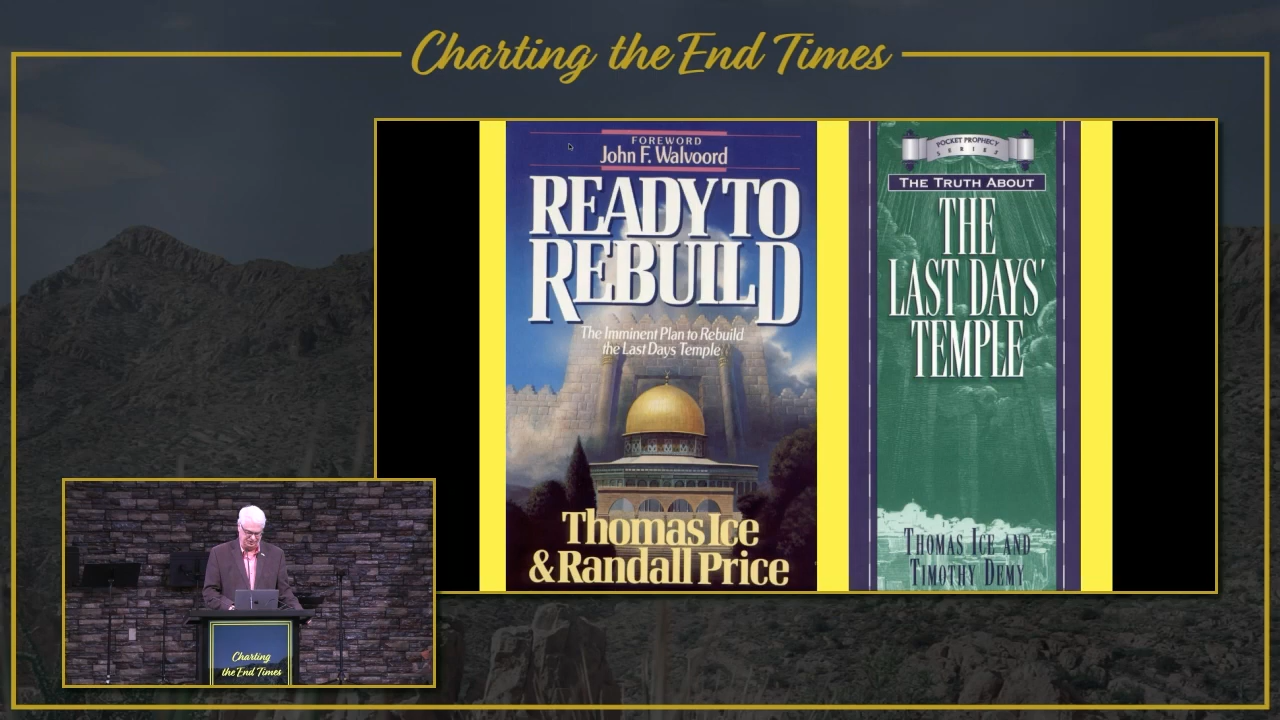 Charting the End Times
FOREWORD
John F. Walvoord
READY TO
REBUILD
The Imminent Plan to Rebuild
the Last Days Temple
Thomas Ice
& Randall Price
POCKET PROPHECY
SERIES
THE TRUTH ABOUT
THE
LAST DAYS'
TEMPLE
THOMAS ICE AND
TIMOTHY DEMY
Charting
the End Times